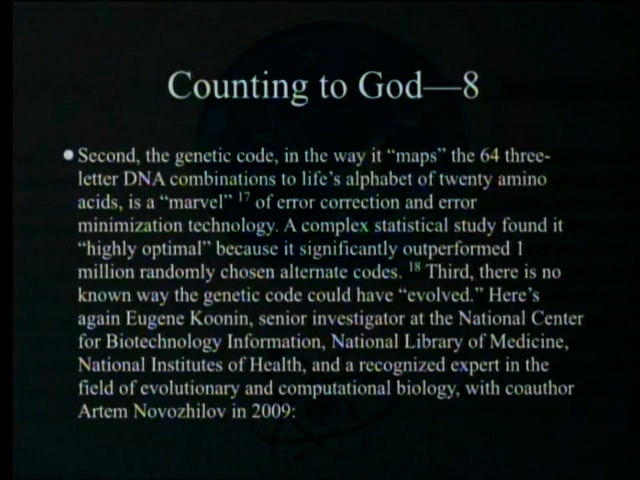 Counting to God—8
● Second, the genetic code, in the way it “maps” the 64 three-
letter DNA combinations to life’s alphabet of twenty amino
acids, is a “marvel” 17 of error correction and error
minimization technology. A complex statistical study found it
“highly optimal” because it significantly outperformed 1
million randomly chosen alternate codes. 18 Third, there is no
known way the genetic code could have “evolved.” Here’s
again Eugene Koonin, senior investigator at the National Center
for Biotechnology Information, National Library of Medicine,
National Institutes of Health, and a recognized expert in the
field of evolutionary and computational biology, with coauthor
Artem Novozhilov in 2009: